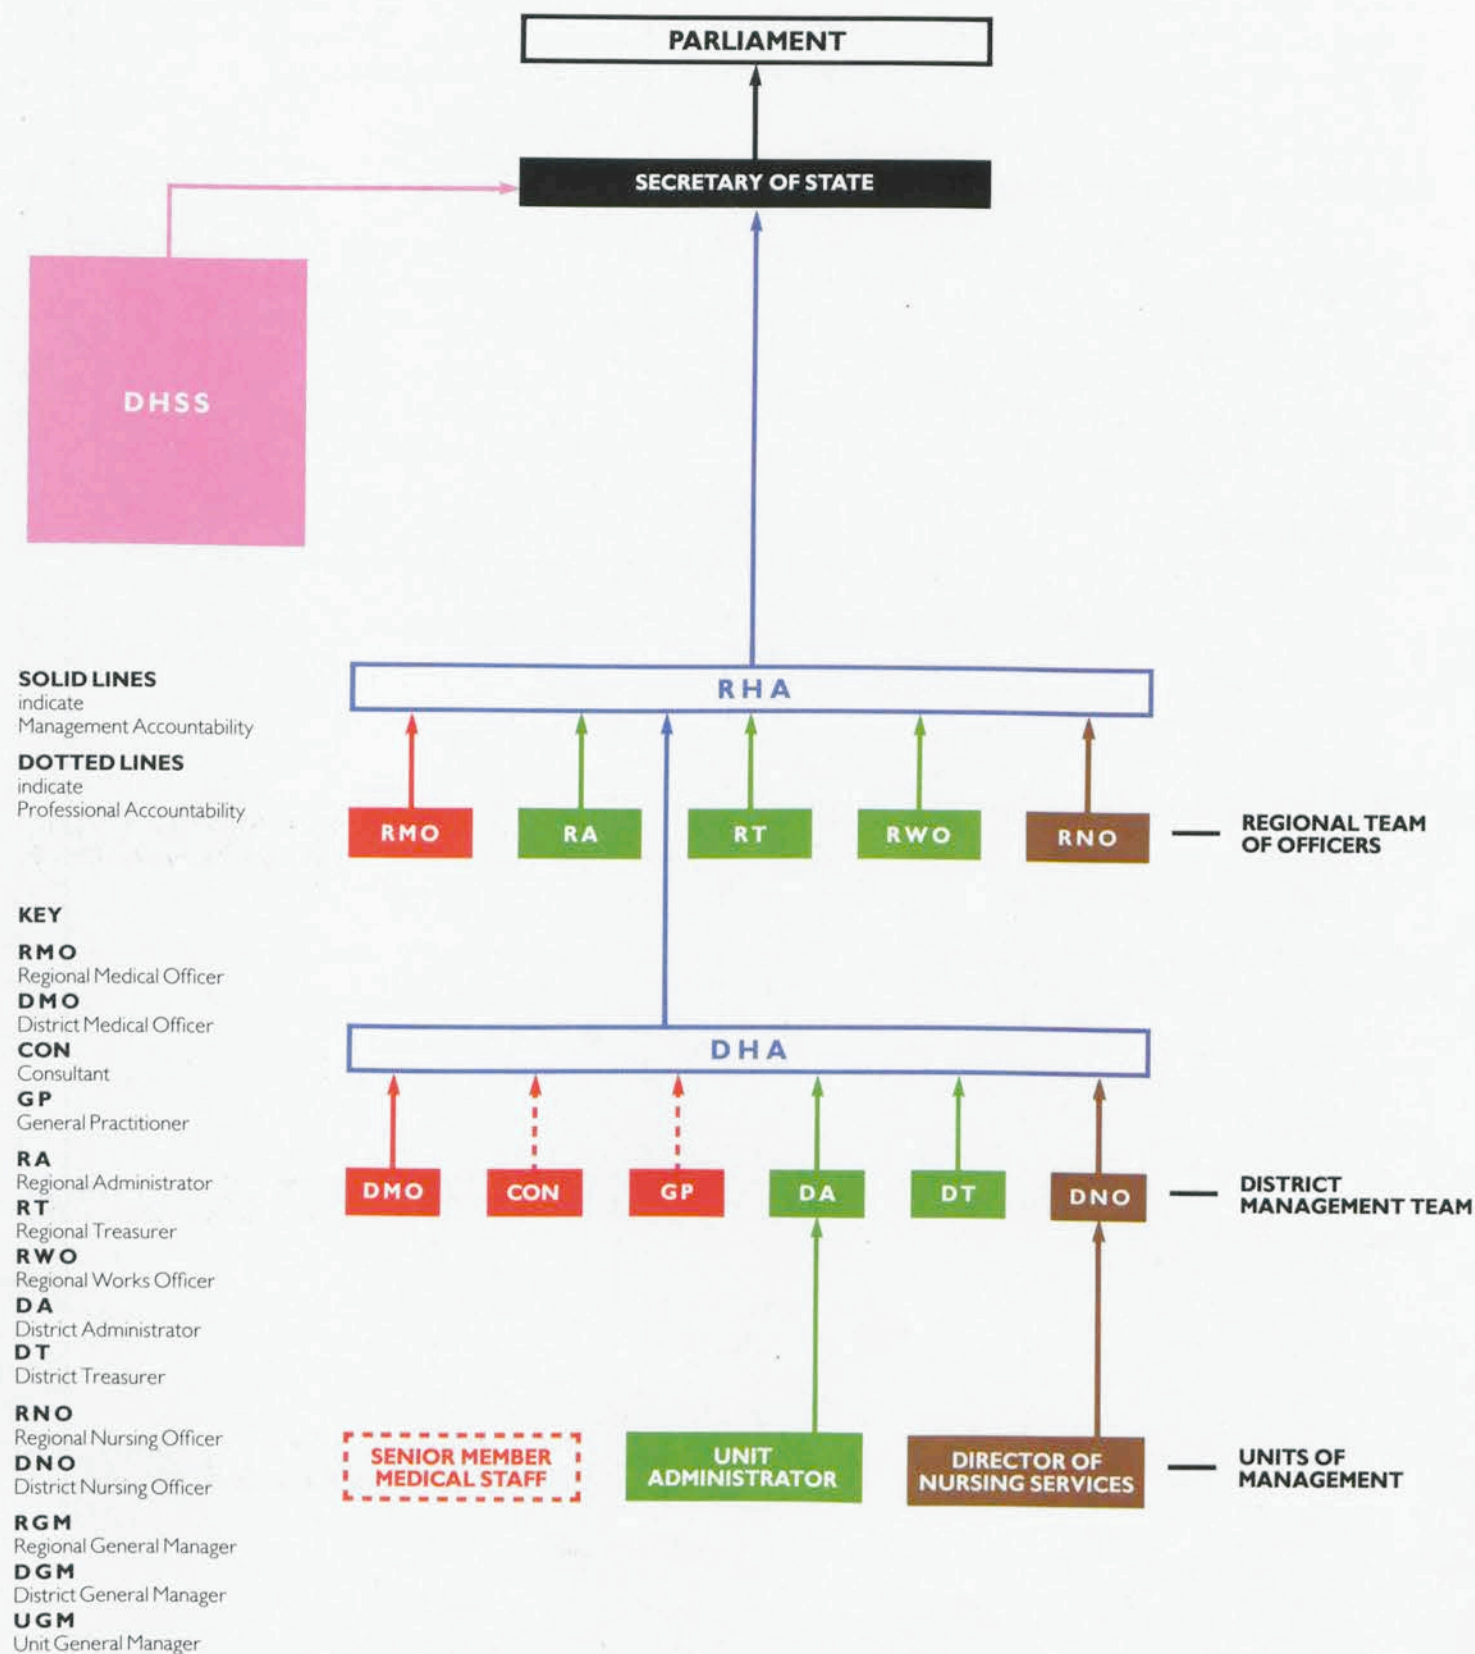 PARLIAMENT
SECRETARY OF STATE
DHSS
SOLID LINES
indicate
Management Accountability
DOTTED LINES
indicate
Professional Accountability
RHA
RMO
RA
RT
RWO
RNO
REGIONAL TEAM
OF OFFICERS
KEY
RMO
Regional Medical Officer
DMO
District Medical Officer
CON
Consultant
GP
General Practitioner
RA
Regional Administrator
RT
Regional Treasurer
RWO
Regional Works Officer
DA
District Administrator
DT
District Treasurer
RNO
Regional Nursing Officer
DNO
District Nursing Officer
RGM
Regional General Manager
DGM
District General Manager
UGM
Unit General Manager
DHA
DMO
CON
GP
DA
DT
DNO
DISTRICT
MANAGEMENT TEAM
SENIOR MEMBER
MEDICAL STAFF
UNIT
ADMINISTRATOR
DIRECTOR OF
NURSING SERVICES
UNITS OF
MANAGEMENT